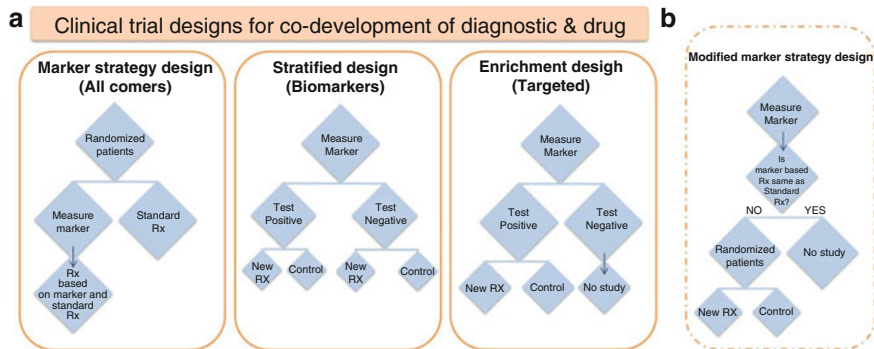 a
Clinical trial designs for co-development of diagnostic & drug
Marker strategy design
(All comers)
Randomized
patients
Measure
marker
Standard
Rx
Rx
based
on marker and
standard
Rx
Stratified design
(Biomarkers)
Measure
Marker
Test
Positive
Test
Negative
New
RX
Control
New
RX
Control
Enrichment desigh
(Targeted)
Measure
Marker
Test
Positive
Test
Negative
New RX
Control
No study
b
Modified marker strategy design
Measure
Marker
Is
marker based
Rx same as
Standard
Rx?
NO
YES
Randomized
patients
No study
New RX
Control